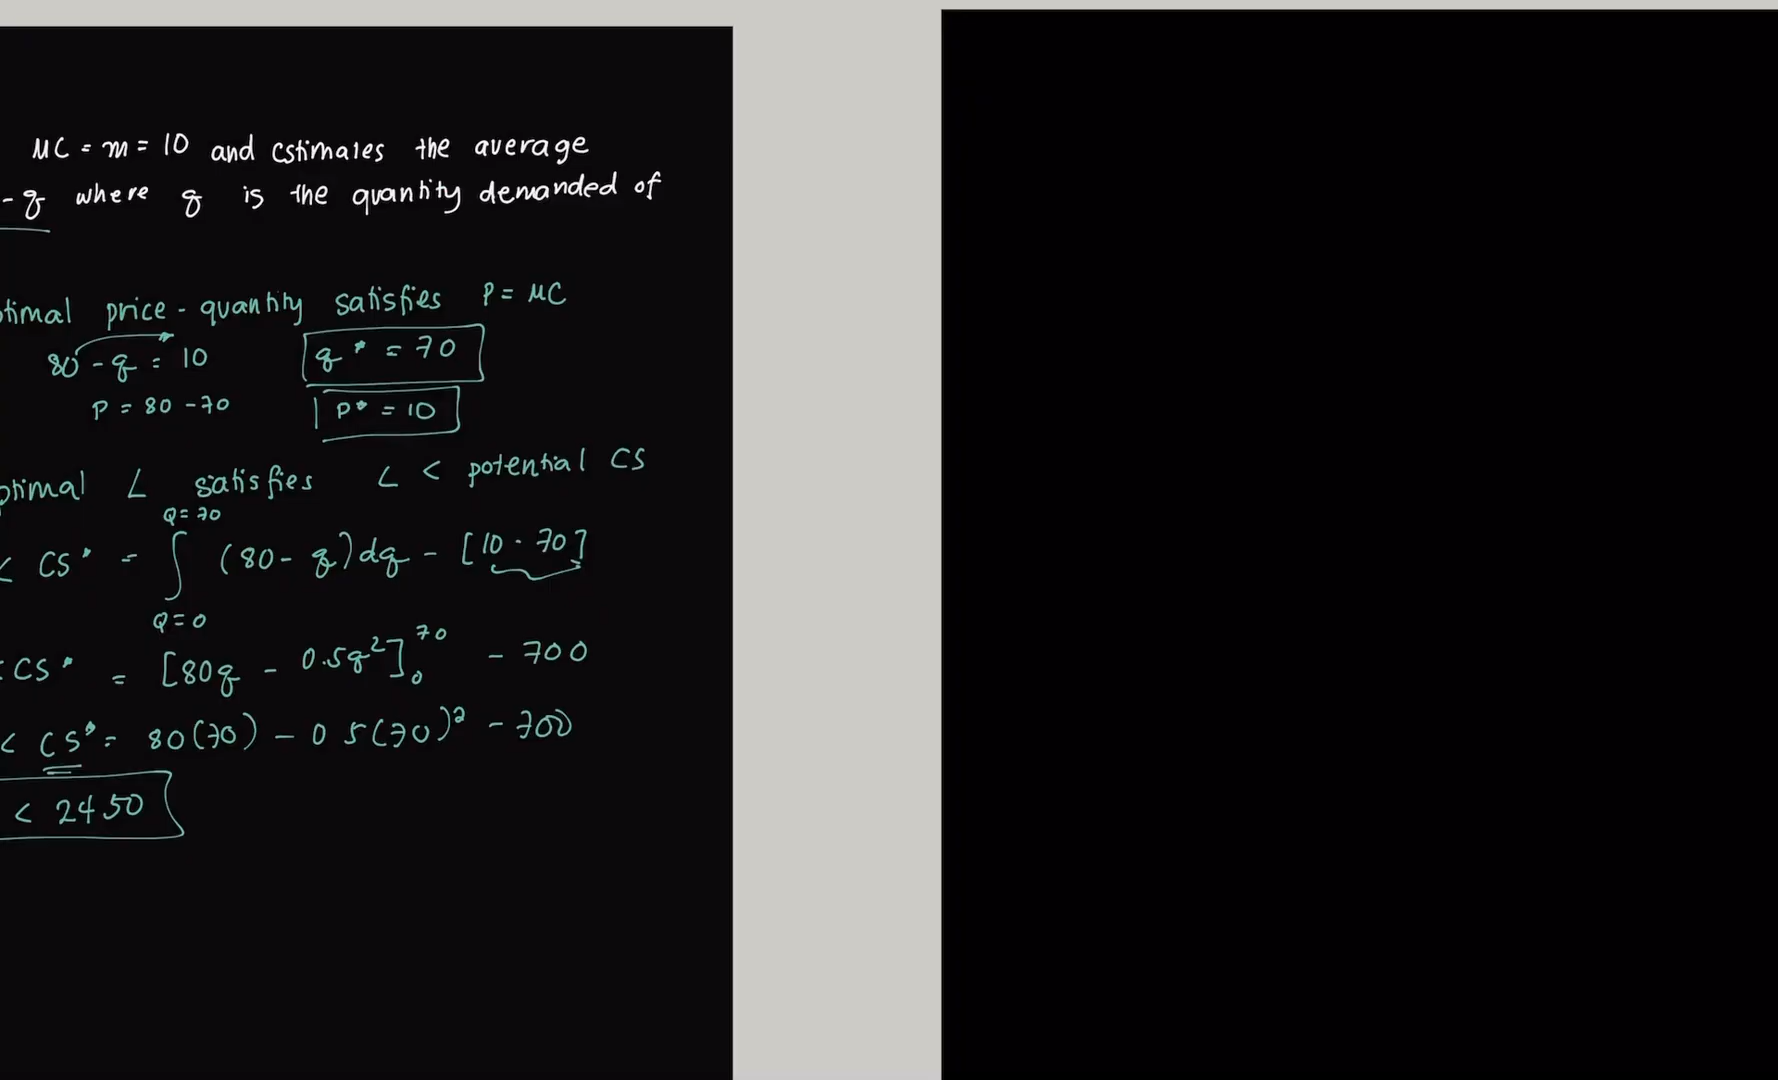 MC = m = 10 and estimates the average
- q where q is the quantity demanded of
timal price - quantity satisfies P = MC
80 - q = 10 q* = 70
P = 80 - 70 P* = 10
ptimal L satisfies L < potential CS
Q = 70
< CS* = ∫ (80 - q)dq - [10 · 70]
Q = 0
< CS* = [80q - 0.5q²]₀⁷⁰ - 700
< CS* = 80(70) - 0.5(70)² - 700
< 2450